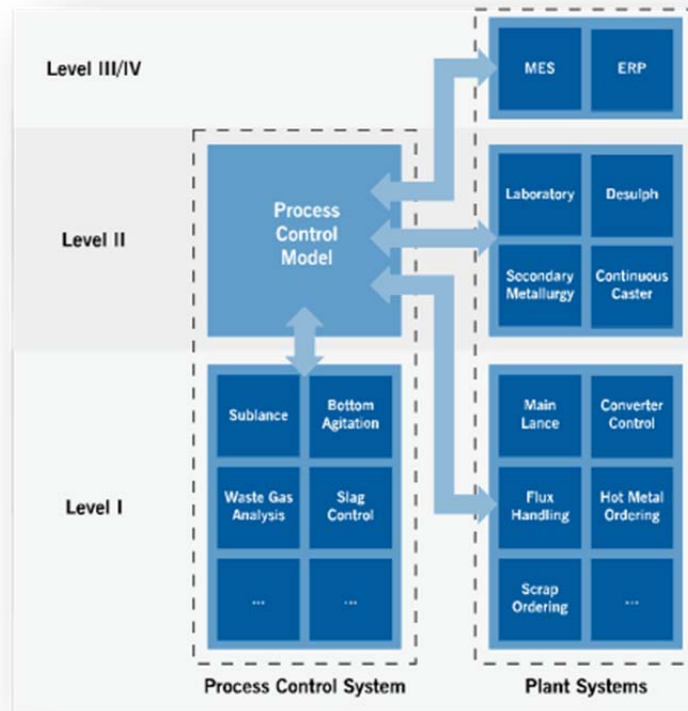 Level III/IV
MES
ERP
Level II
Process
Control
Model
Laboratory
Desulph
Secondary
Metallurgy
Continuous
Caster
Level I
Sublance
Bottom
Agitation
Waste Gas
Analysis
Slag
Control
...
...
Main
Lance
Converter
Control
Flux
Handling
Hot Metal
Ordering
Scrap
Ordering
...
Process Control System
Plant Systems